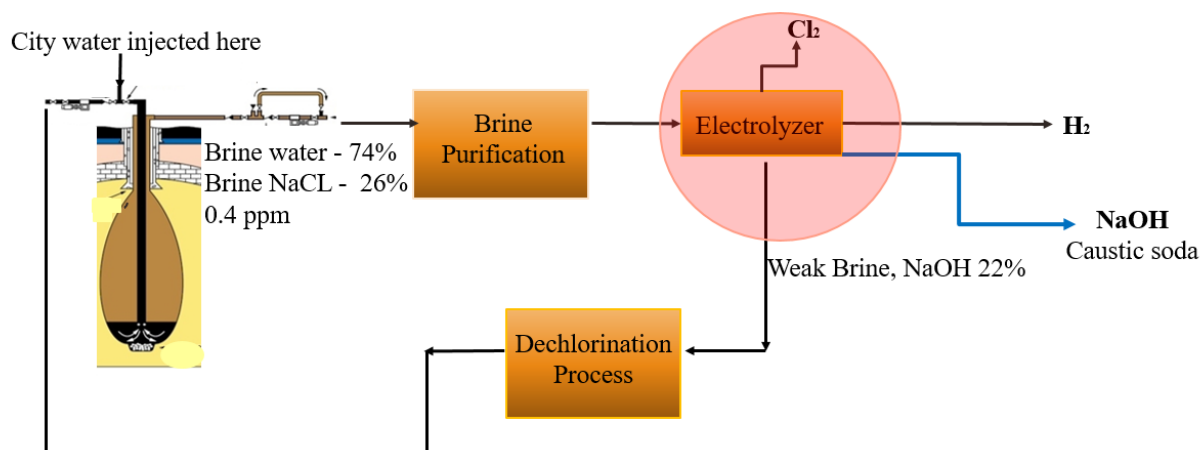 City water injected here
Brine water - 74%
Brine NaCL - 26%
0.4 ppm
Brine
Purification
Cl₂
Electrolyzer
H₂
NaOH
Caustic soda
Weak Brine, NaOH 22%
Dechlorination
Process